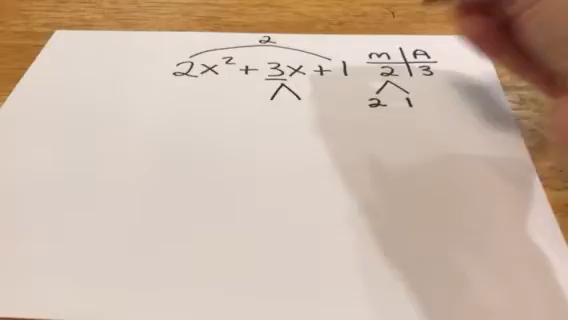 2
2x² + 3x + 1
M | A
2 | 3
2 1